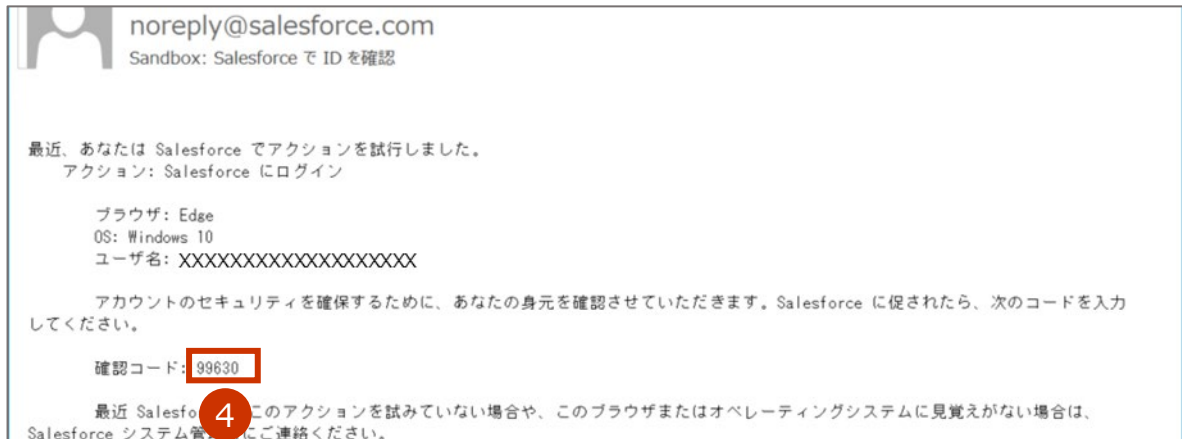 noreply@salesforce.com
Sandbox: Salesforce で ID を確認
最近、あなたは Salesforce でアクションを試行しました。
アクション: Salesforce にログイン
ブラウザ: Edge
OS: Windows 10
ユーザ名: XXXXXXXXXXXXXXXXXXX
アカウントのセキュリティを確保するために、あなたの身元を確認させていただきます。Salesforce に促されたら、次のコードを入力
してください。
確認コード: 99630
4
最近 Salesfo このアクションを試みていない場合や、このブラウザまたはオペレーティングシステムに見覚えがない場合は、
Salesforce システム管 にご連絡ください。